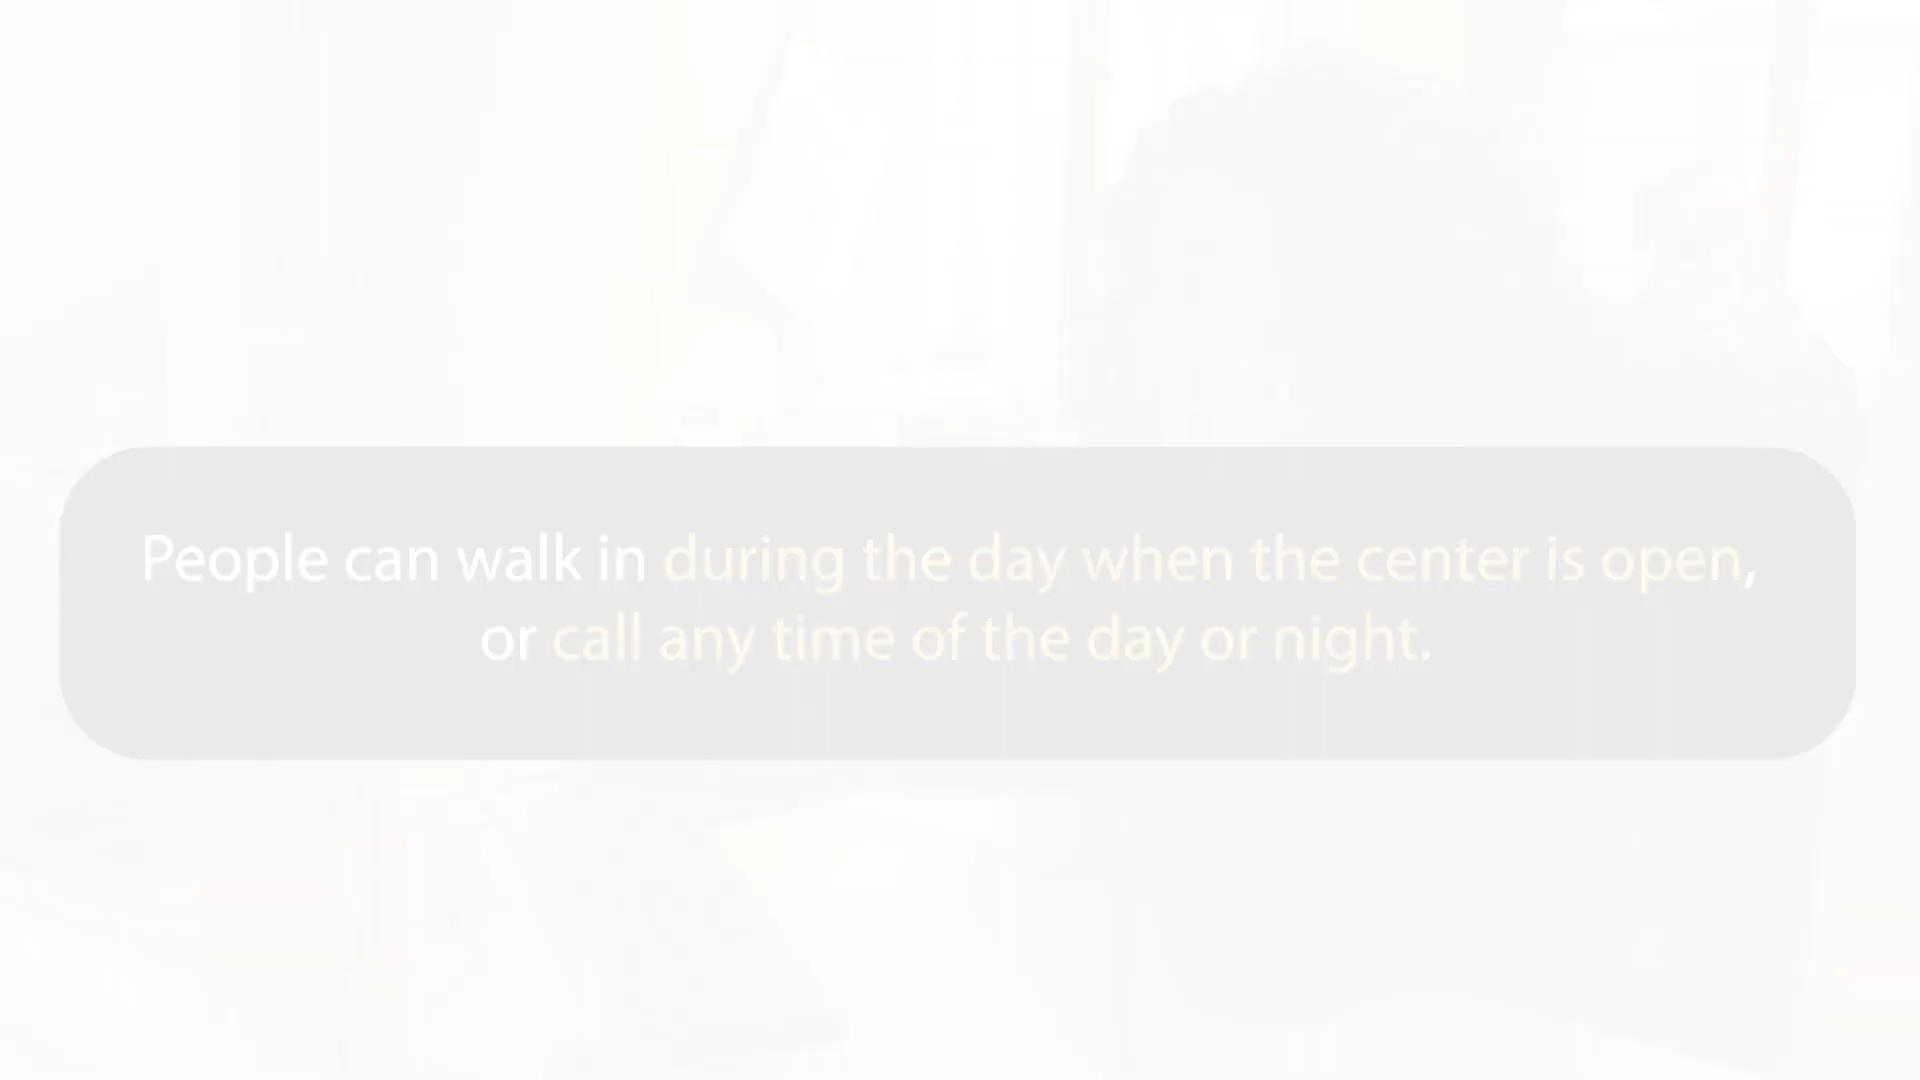 People can walk in during the day when the center is open,
or call any time of the day or night.